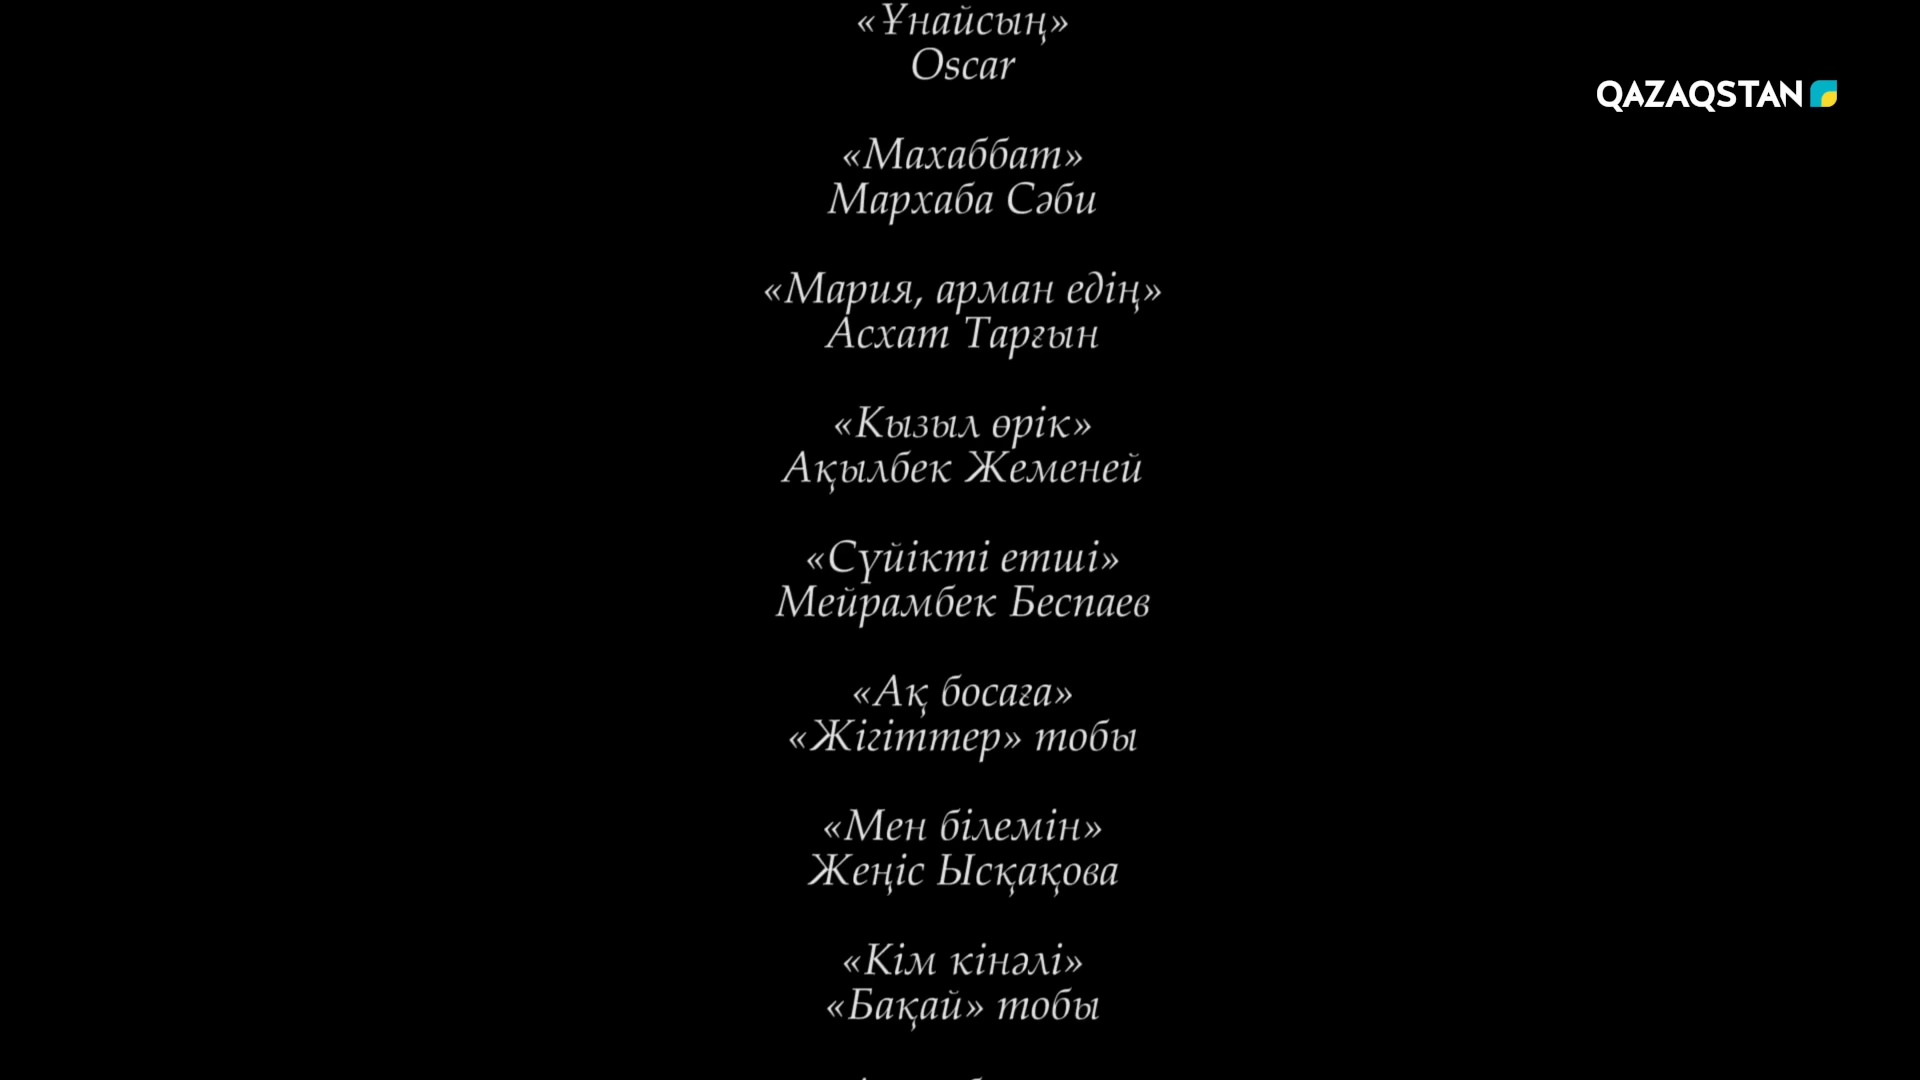 «Ұнайсың»
Oscar
QAZAQSTAN
«Махаббат»
Мархаба Сәби
«Мария, арман едің»
Асхат Тарғын
«Кызыл өрік»
Ақылбек Жеменей
«Сүйікті етші»
Мейрамбек Беспаев
«Ақ босаға»
«Жігіттер» тобы
«Мен білемін»
Жеңіс Ысқақова
«Кім кінәлі»
«Бақай» тобы